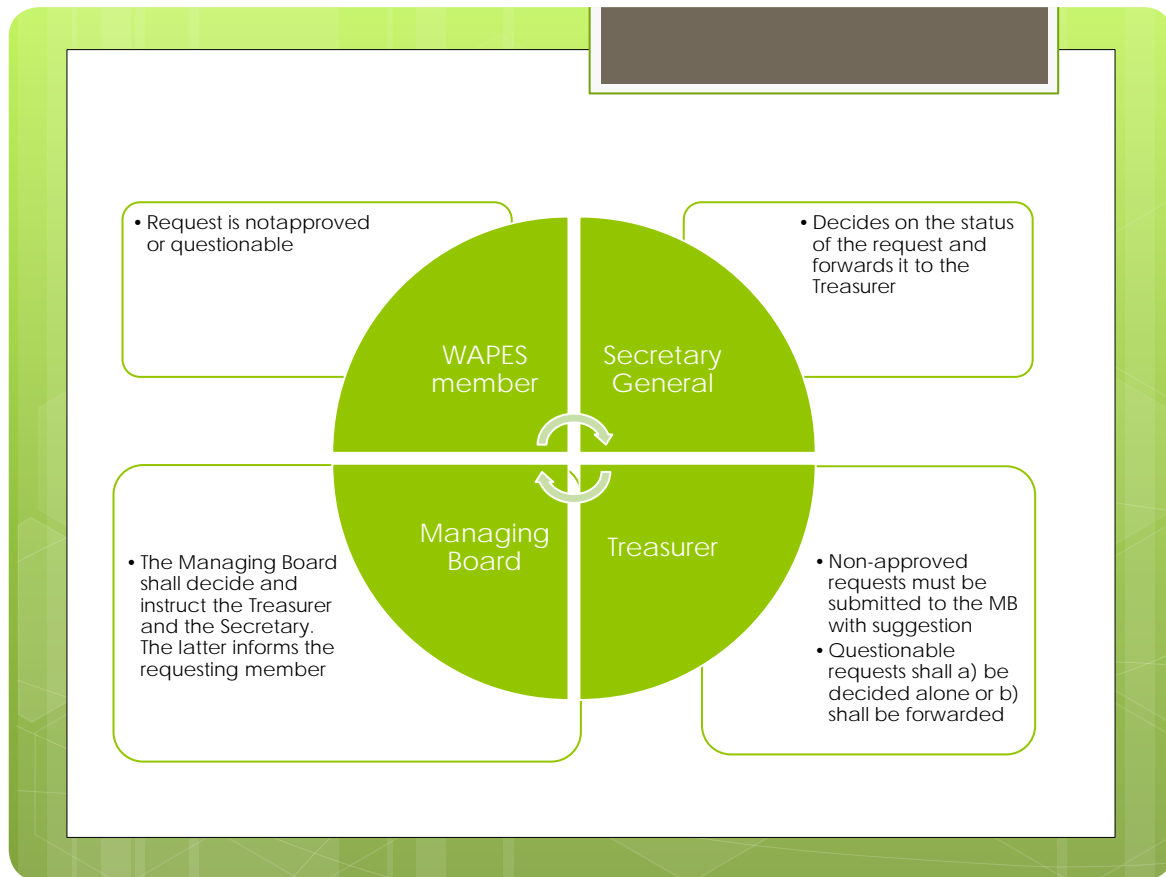 • Request is notapproved
or questionable
• Decides on the status
of the request and
forwards it to the
Treasurer
WAPES
member
Secretary
General
Managing
Board
Treasurer
• The Managing Board
shall decide and
instruct the Treasurer
and the Secretary.
The latter informs the
requesting member
• Non-approved
requests must be
submitted to the MB
with suggestion
• Questionable
requests shall a) be
decided alone or b)
shall be forwarded